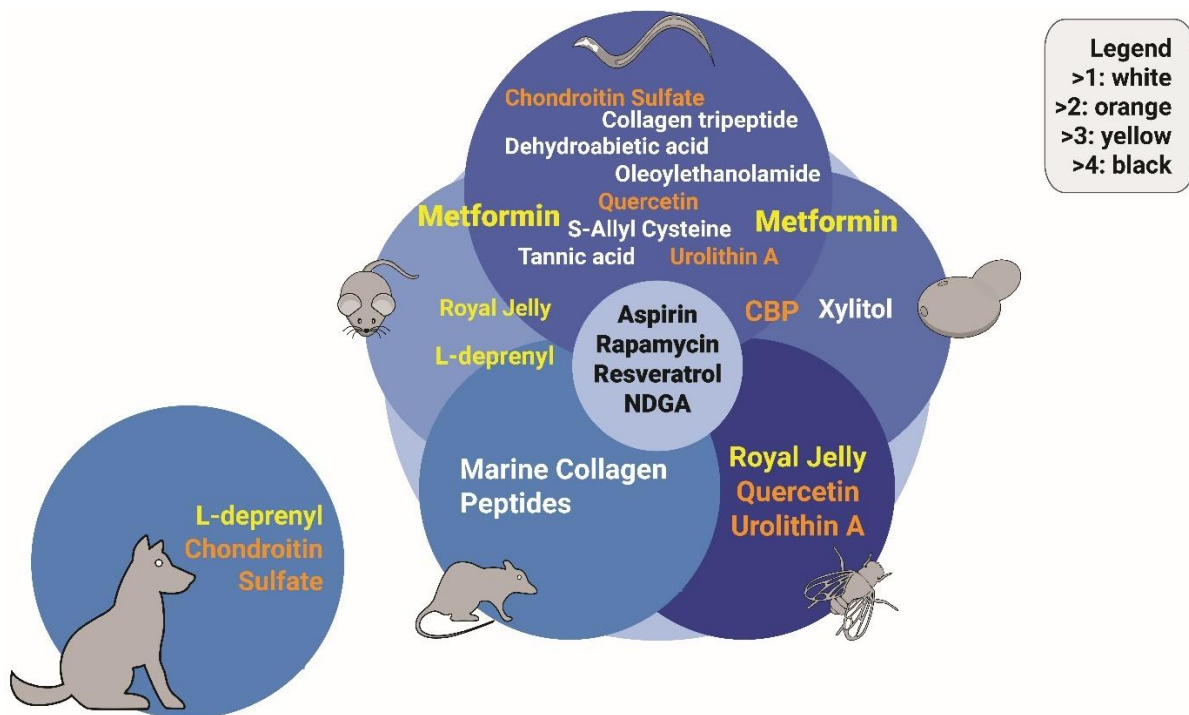 Legend
>1: white
>2: orange
>3: yellow
>4: black
Chondroitin Sulfate
Collagen tripeptide
Dehydroabietic acid
Oleoylethanolamide
Quercetin
Metformin
S-Allyl Cysteine
Metformin
Tannic acid
Urolithin A
Royal Jelly
L-deprenyl
CBP
Xylitol
Aspirin
Rapamycin
Resveratrol
NDGA
Marine Collagen
Peptides
Royal Jelly
Quercetin
Urolithin A
L-deprenyl
Chondroitin
Sulfate